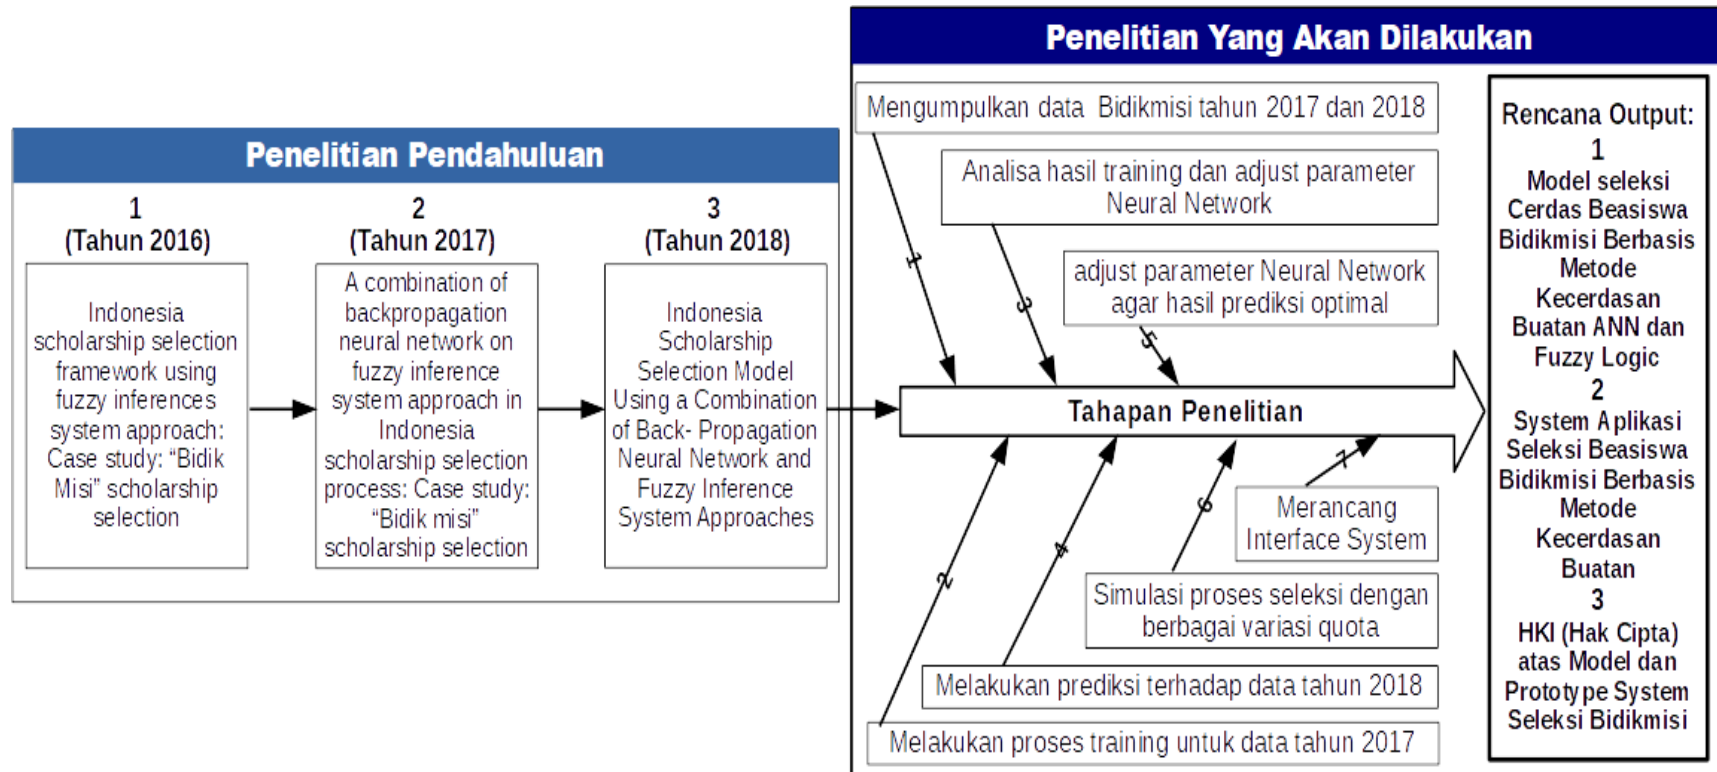 Penelitian Pendahuluan
1
(Tahun 2016)
Indonesia
scholarship selection
framework using
fuzzy inferences
system approach:
Case study: “Bidik
Misi” scholarship
selection
2
(Tahun 2017)
A combination of
backpropagation
neural network on
fuzzy inference
system approach in
Indonesia
scholarship selection
process: Case study:
“Bidik misi”
scholarship selection
3
(Tahun 2018)
Indonesia
Scholarship
Selection Model
Using a Combination
of Back- Propagation
Neural Network and
Fuzzy Inference
System Approaches
Penelitian Yang Akan Dilakukan
Mengumpulkan data  Bidikmisi tahun 2017 dan 2018
Analisa hasil training dan adjust parameter
Neural Network
adjust parameter Neural Network
agar hasil prediksi optimal
1
3
5
Tahapan Penelitian
2
4
6
7
Merancang
Interface System
Simulasi proses seleksi dengan
berbagai variasi quota
Melakukan prediksi terhadap data tahun 2018
Melakukan proses training untuk data tahun 2017
Rencana Output:
1
Model seleksi
Cerdas Beasiswa
Bidikmisi Berbasis
Metode
Kecerdasan
Buatan ANN dan
Fuzzy Logic
2
System Aplikasi
Seleksi Beasiswa
Bidikmisi Berbasis
Metode
Kecerdasan
Buatan
3
HKI (Hak Cipta)
atas Model dan
Prototype System
Seleksi Bidikmisi